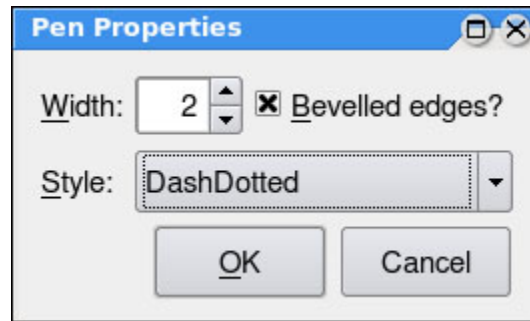 Pen Properties
Width: 2 Bevelled edges?
Style: DashDotted
OK Cancel